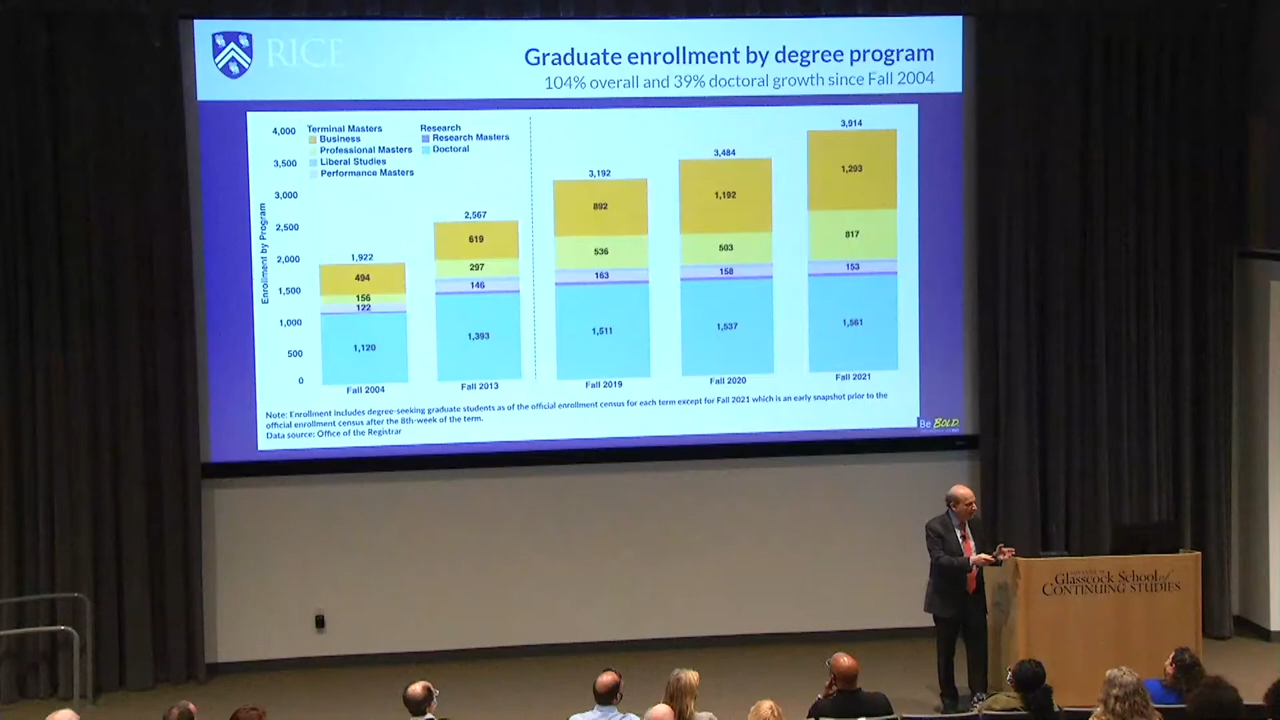 RICE
Graduate enrollment by degree program
104% overall and 39% doctoral growth since Fall 2004
Enrollment by Program
4,000
3,500
3,000
2,500
2,000
1,500
1,000
500
0
Terminal Masters
Business
Professional Masters
Liberal Studies
Performance Masters
Research
Research Masters
Doctoral
1,922
494
156
122
1,120
Fall 2004
2,567
619
297
146
1,393
Fall 2013
3,192
892
536
163
1,511
Fall 2019
3,484
1,192
503
158
1,537
Fall 2020
3,914
1,293
817
153
1,561
Fall 2021
Note: Enrollment includes degree-seeking graduate students as of the official enrollment census for each term except for Fall 2021 which is an early snapshot prior to the
official enrollment census after the 8th-week of the term.
Data source: Office of the Registrar
Be BOLD
Glasscock School of
CONTINUING STUDIES